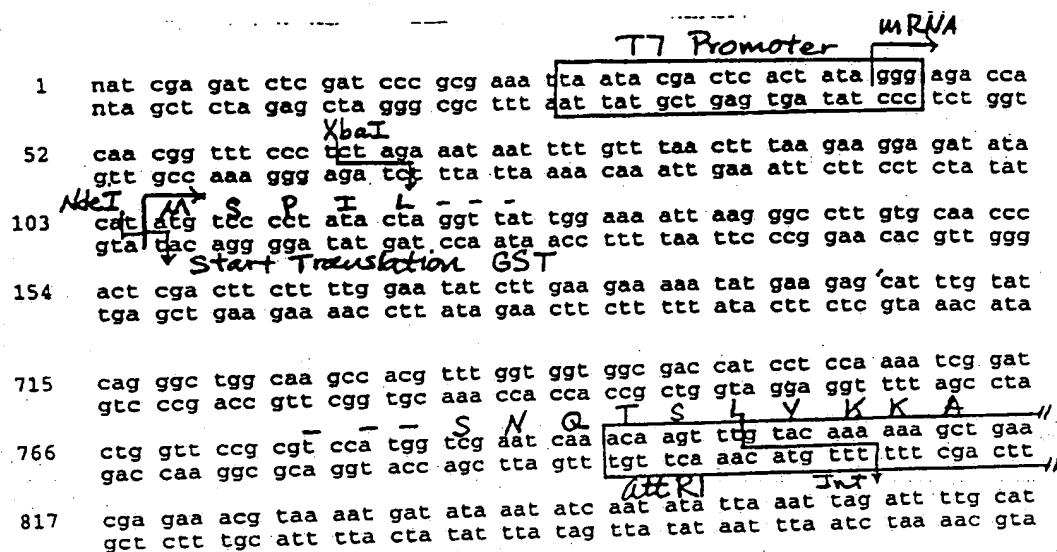 T7 Promoter mRNA
1 nat cga gat ctc gat ccc gcg aaa tta ata cga ctc act ata ggg aga cca
nta gct cta gag cta ggg cgc ttt aat tat gct gag tga tat ccc tct ggt
XbaI
52 caa cgg ttt ccc tct aga aat aat ttt gtt taa ctt taa gaa gga gat ata
gtt gcc aaa ggg aga tct tta tta aaa caa att gaa att ctt cct cta tat
NdeI M S P I L - - -
103 cat atg tcc cct ata cta ggt tat tgg aaa att aag ggc ctt gtg caa ccc
gta tac agg gga tat gat cca ata acc ttt taa ttc ccg gaa cac gtt ggg
Start Translation GST
154 act cga ctt ctt ttg gaa tat ctt gaa gaa aaa tat gaa gag cat ttg tat
tga gct gaa gaa aac ctt ata gaa ctt ctt ttt ata ctt ctc gta aac ata
715 cag ggc tgg caa gcc acg ttt ggt ggt ggc gac cat cct cca aaa tcg gat
gtc ccg acc gtt cgg tgc aaa cca cca ccg ctg gta gga ggt ttt agc cta
- - - S N Q T S L Y K K A
766 ctg gtt ccg cgt cca tgg tcg aat caa aca agt ttg tac aaa aaa gct gaa
gac caa ggc gca ggt acc agc tta gtt tgt tca aac atg ttt ttt cga ctt
attR1 Int
817 cga gaa acg taa aat gat ata aat atc aat ata tta aat tag att ttg cat
gct ctt tgc att tta cta tat tta tag tta tat aat tta atc taa aac gta